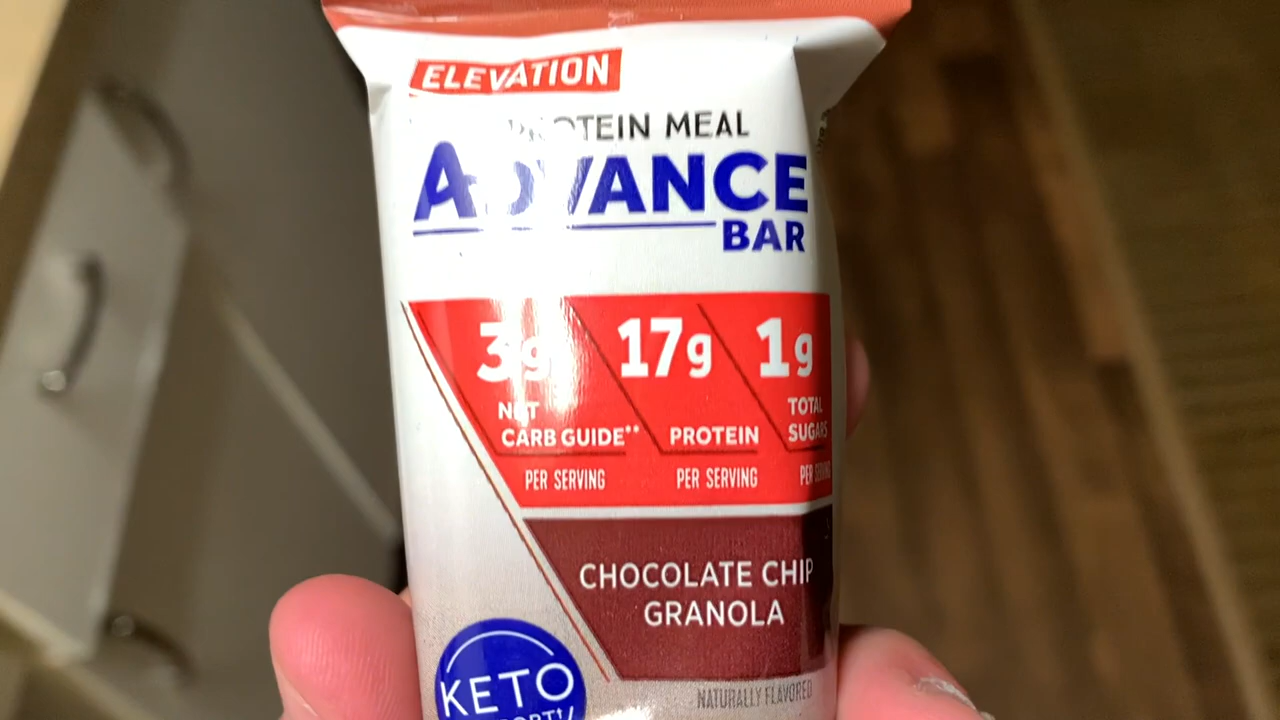 ELEVATION
PROTEIN MEAL
ADVANCE
BAR
3g 17g 1g
NET CARB GUIDE** PROTEIN TOTAL SUGARS
PER SERVING PER SERVING PER
CHOCOLATE CHIP
GRANOLA
KETO
NATURALLY FLAVORED